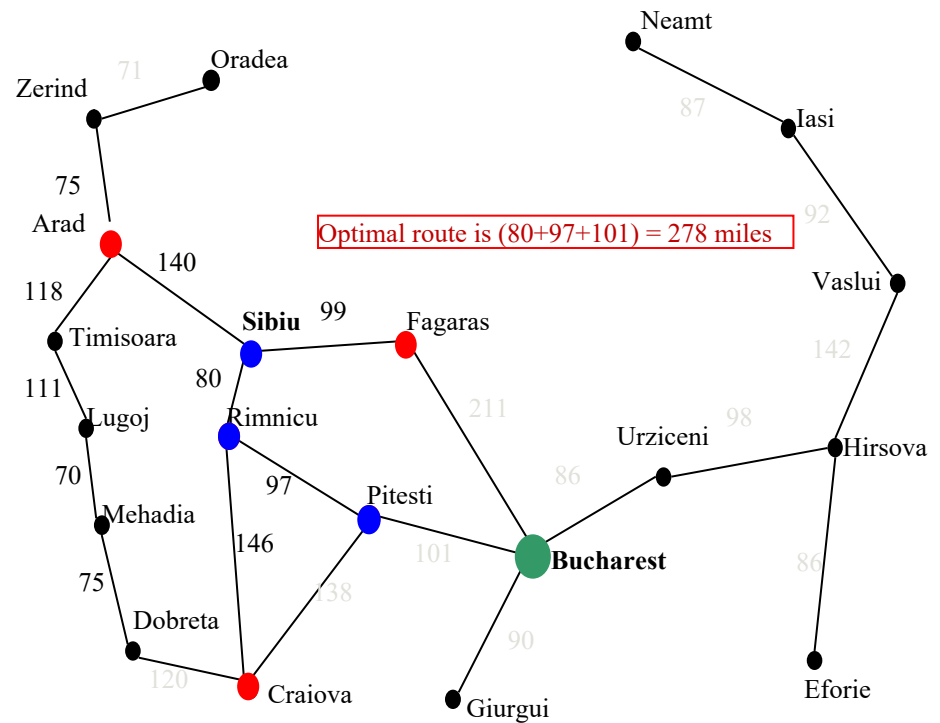 Neamt
Oradea
71
Zerind
87
Iasi
75
Arad
92
Optimal route is (80+97+101) = 278 miles
140
Vaslui
118
99
Sibiu
Fagaras
Timisoara
142
80
111
211
Lugoj
Rimnicu
98
Urziceni
Hirsova
70
86
97
Pitesti
Mehadia
146
101
Bucharest
86
75
138
Dobreta
90
120
Craiova
Giurgui
Eforie